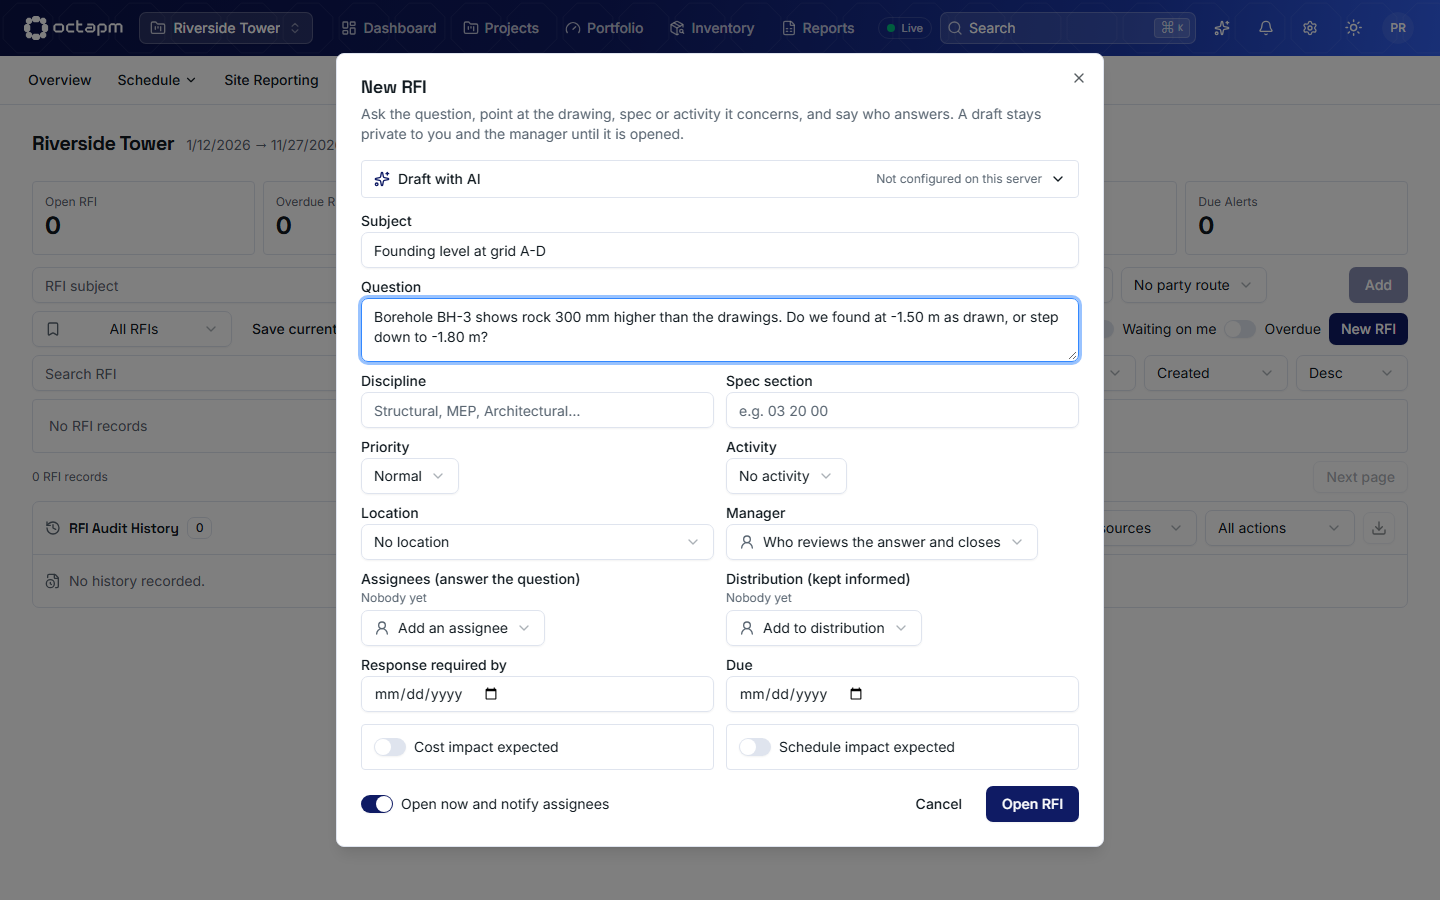 octapm
Riverside Tower
Dashboard
Projects
Portfolio
Inventory
Reports
Live
Search
⌘ K
PR
Overview
Schedule
Site Reporting
Riverside Tower
1/12/2026 → 11/27/202
Open RFI
0
Overdue R
0
Due Alerts
0
RFI subject
No party route
Add
All RFIs
Save current
Waiting on me
Overdue
New RFI
Search RFI
Created
Desc
No RFI records
0 RFI records
Next page
RFI Audit History
0
ources
All actions
No history recorded.
New RFI
Ask the question, point at the drawing, spec or activity it concerns, and say who answers. A draft stays
private to you and the manager until it is opened.
Draft with AI
Not configured on this server
Subject
Founding level at grid A-D
Question
Borehole BH-3 shows rock 300 mm higher than the drawings. Do we found at -1.50 m as drawn, or step
down to -1.80 m?
Discipline
Spec section
Structural, MEP, Architectural...
e.g. 03 20 00
Priority
Activity
Normal
No activity
Location
Manager
No location
Who reviews the answer and closes
Assignees (answer the question)
Distribution (kept informed)
Nobody yet
Nobody yet
Add an assignee
Add to distribution
Response required by
Due
mm/dd/yyyy
mm/dd/yyyy
Cost impact expected
Schedule impact expected
Open now and notify assignees
Cancel
Open RFI